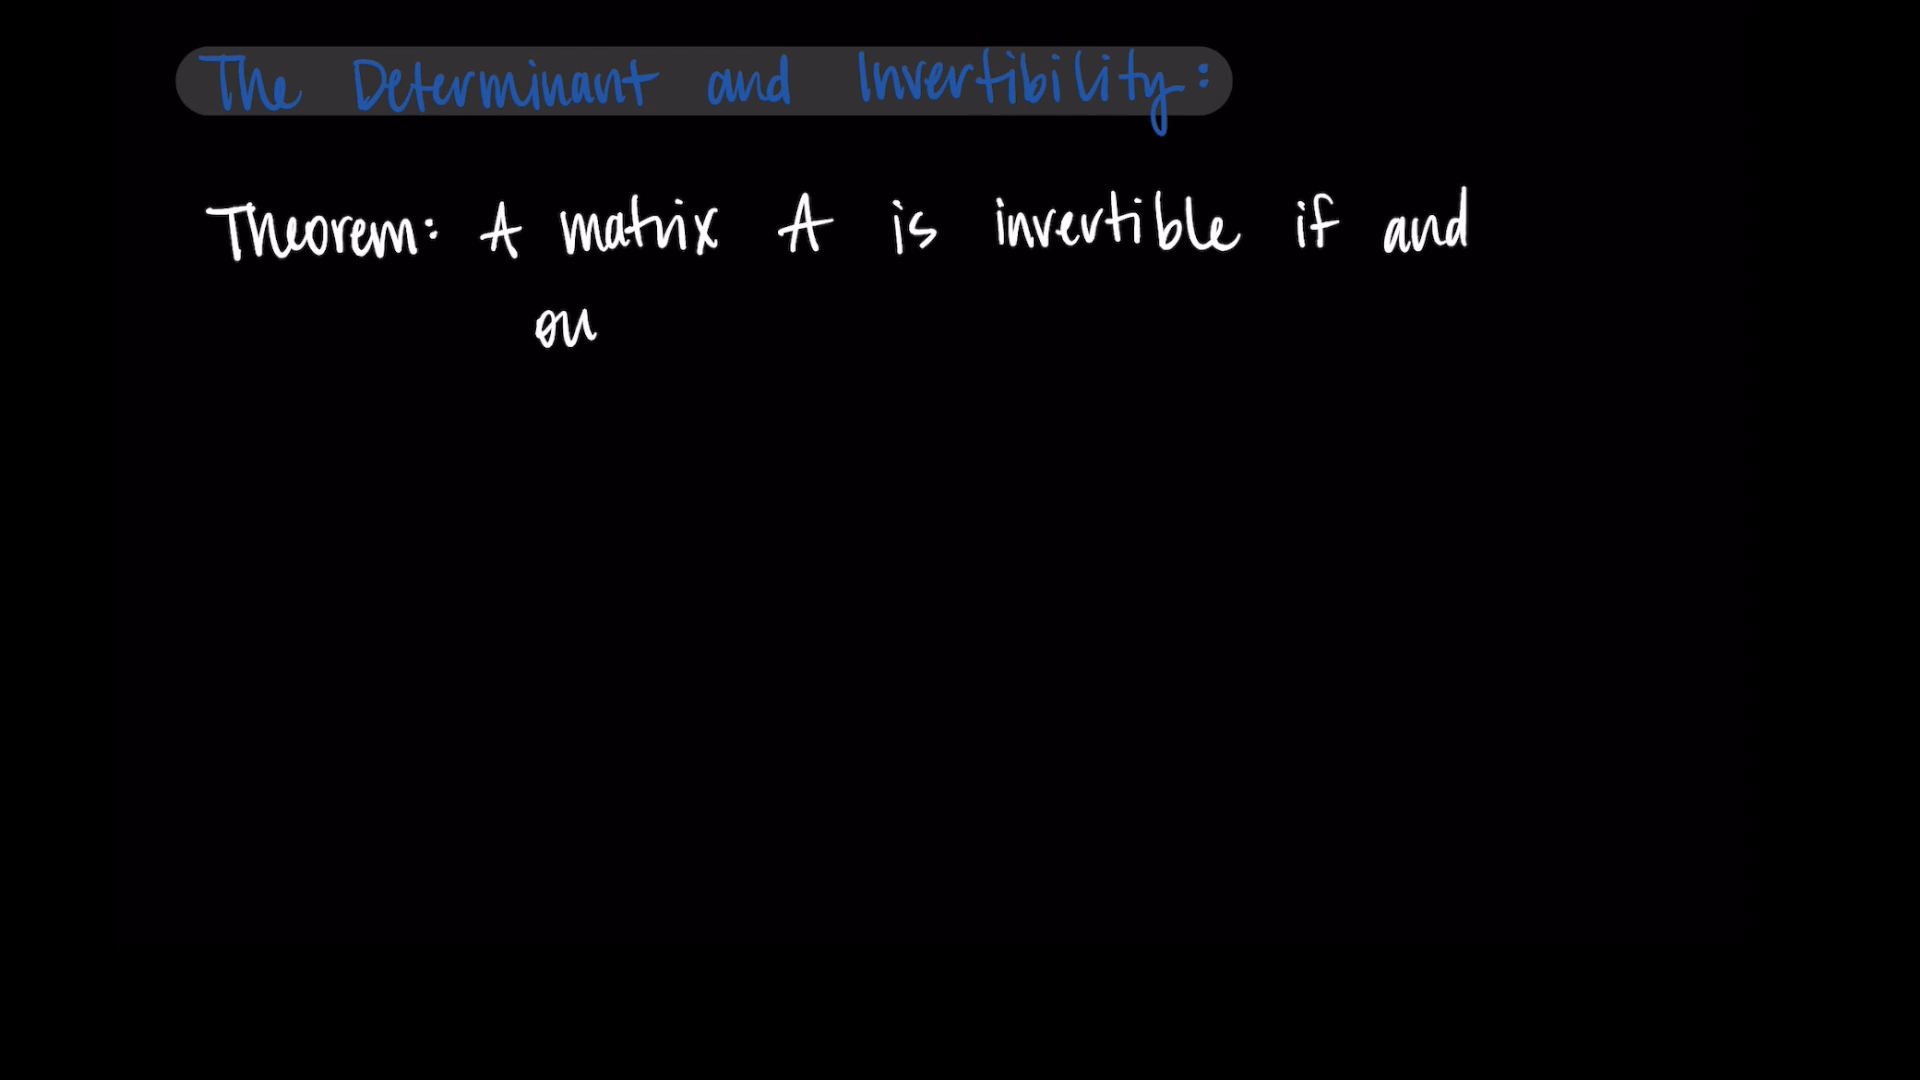 The Determinant and Invertibility:
Theorem: A matrix A is invertible if and
on